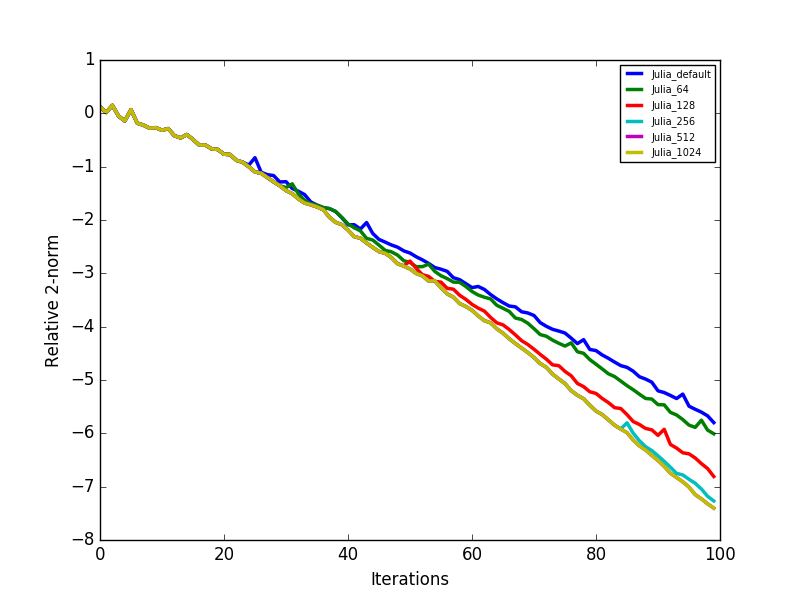 1
0
−1
−2
−3
−4
−5
−6
−7
−8
Relative 2-norm
0
20
40
60
80
100
Iterations
Julia_default
Julia_64
Julia_128
Julia_256
Julia_512
Julia_1024